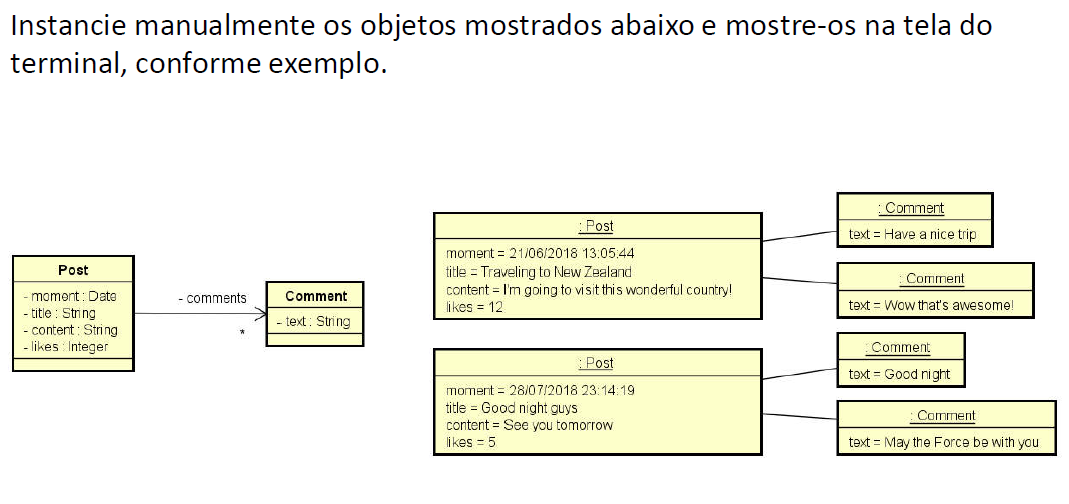 Instancie manualmente os objetos mostrados abaixo e mostre-os na tela do
terminal, conforme exemplo.
Post
- moment : Date
- title : String
- content : String
- likes : Integer
- comments
*
Comment
- text : String
: Post
moment = 21/06/2018 13:05:44
title = Traveling to New Zealand
content = I'm going to visit this wonderful country!
likes = 12
: Comment
text = Have a nice trip
: Comment
text = Wow that's awesome!
: Post
moment = 28/07/2018 23:14:19
title = Good night guys
content = See you tomorrow
likes = 5
: Comment
text = Good night
: Comment
text = May the Force be with you